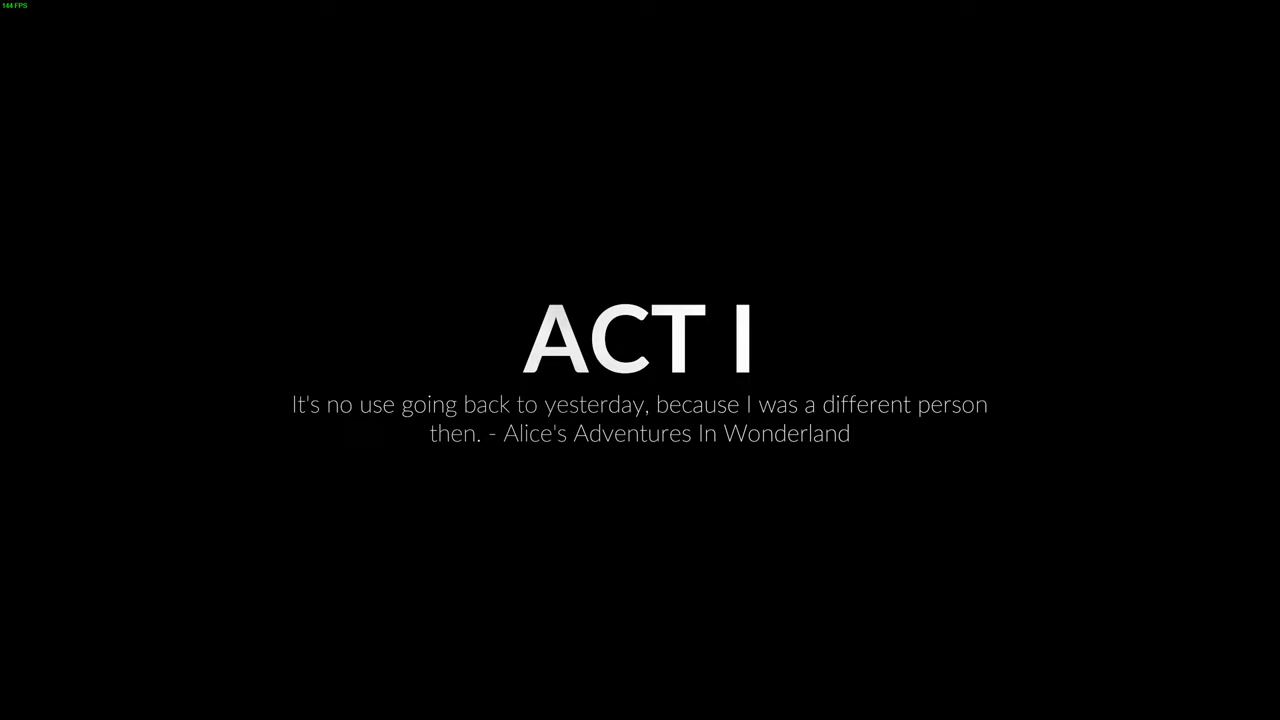 144 FPS
ACT I
It's no use going back to yesterday, because I was a different person
then. - Alice's Adventures In Wonderland